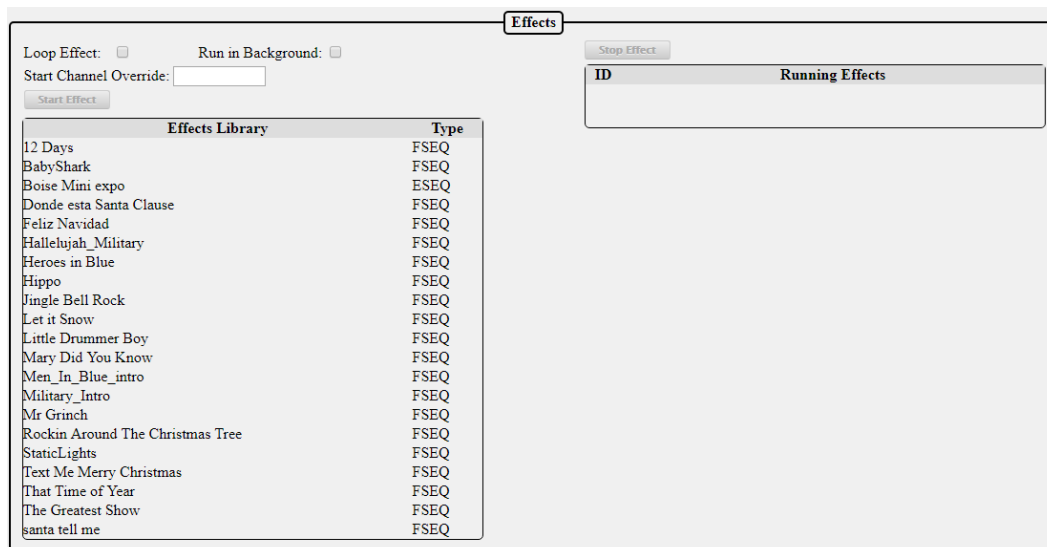 Effects
Loop Effect: Run in Background:
Start Channel Override:
Start Effect
Effects Library Type
12 Days FSEQ
BabyShark FSEQ
Boise Mini expo ESEQ
Donde esta Santa Clause FSEQ
Feliz Navidad FSEQ
Hallelujah_Military FSEQ
Heroes in Blue FSEQ
Hippo FSEQ
Jingle Bell Rock FSEQ
Let it Snow FSEQ
Little Drummer Boy FSEQ
Mary Did You Know FSEQ
Men_In_Blue_intro FSEQ
Military_Intro FSEQ
Mr Grinch FSEQ
Rockin Around The Christmas Tree FSEQ
StaticLights FSEQ
Text Me Merry Christmas FSEQ
That Time of Year FSEQ
The Greatest Show FSEQ
santa tell me FSEQ
Stop Effect
ID Running Effects